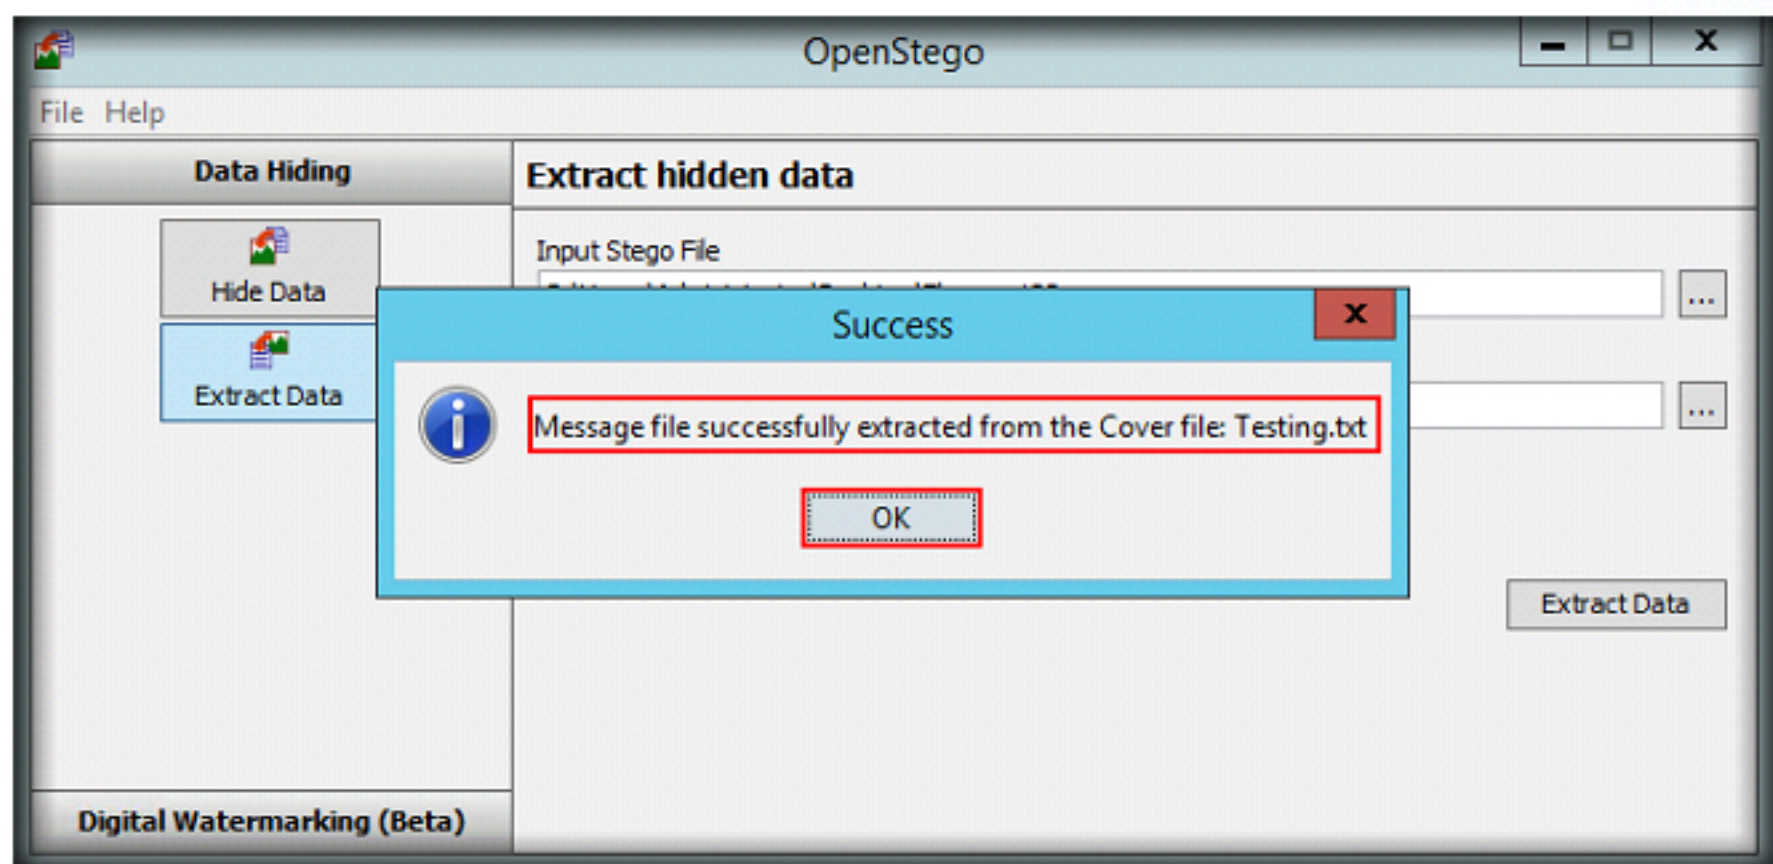 OpenStego
File Help
Data Hiding
Hide Data
Extract Data
Digital Watermarking (Beta)
Extract hidden data
Input Stego File
...
...
Extract Data
Success
x
Message file successfully extracted from the Cover file: Testing.txt
OK